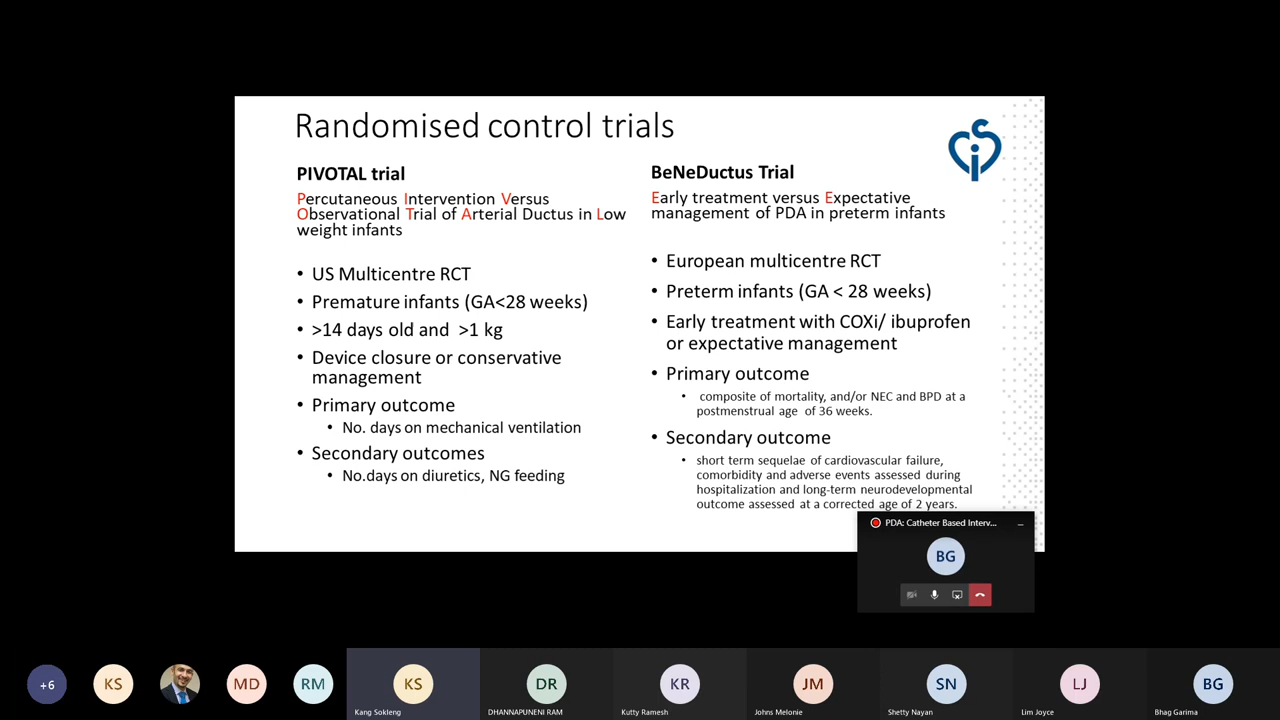 Randomised control trials
PIVOTAL trial
Percutaneous Intervention Versus
Observational Trial of Arterial Ductus in Low
weight infants
• US Multicentre RCT
• Premature infants (GA<28 weeks)
• >14 days old and >1 kg
• Device closure or conservative
management
• Primary outcome
• No. days on mechanical ventilation
• Secondary outcomes
• No.days on diuretics, NG feeding
BeNeDuctus Trial
Early treatment versus Expectative
management of PDA in preterm infants
• European multicentre RCT
• Preterm infants (GA < 28 weeks)
• Early treatment with COXi/ ibuprofen
or expectative management
• Primary outcome
• composite of mortality, and/or NEC and BPD at a
postmenstrual age of 36 weeks.
• Secondary outcome
• short term sequelae of cardiovascular failure,
comorbidity and adverse events assessed during
hospitalization and long-term neurodevelopmental
outcome assessed at a corrected age of 2 years.
PDA: Catheter Based Interv...
BG
+6
KS
MD
RM
KS
Kang Sokleng
DR
DHANNAPUNENI RAM
KR
Kutty Ramesh
JM
Johns Melonie
SN
Shetty Nayan
LJ
Lim Joyce
BG
Bhag Garima